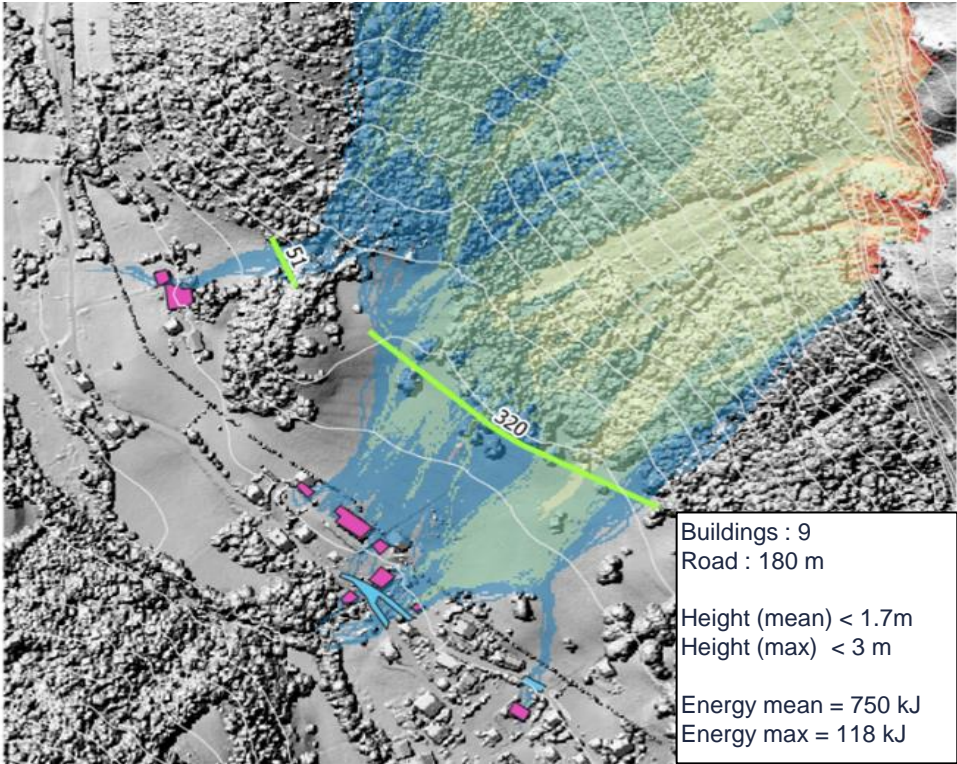 51
320
Buildings : 9
Road : 180 m
Height (mean) < 1.7m
Height (max) < 3 m
Energy mean = 750 kJ
Energy max = 118 kJ